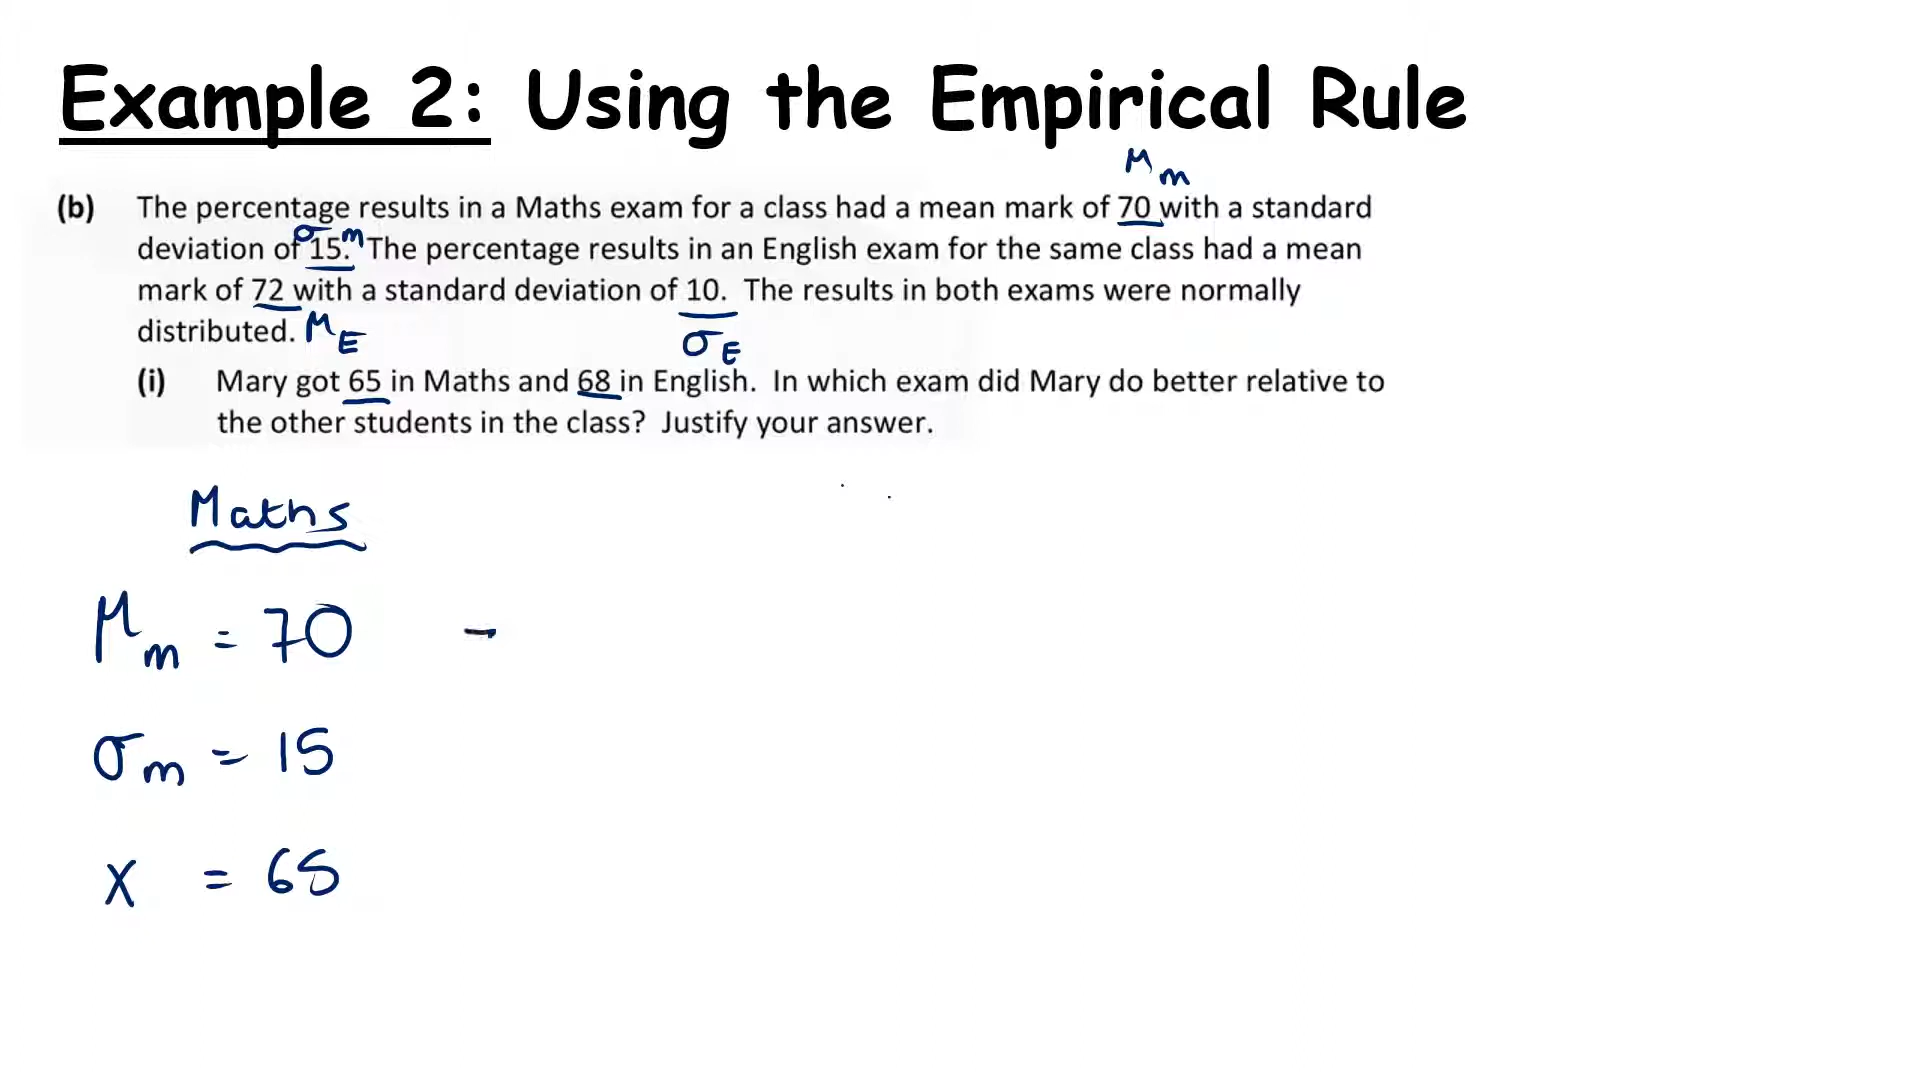 Example 2: Using the Empirical Rule
μm
(b) The percentage results in a Maths exam for a class had a mean mark of 70 with a standard
σm
deviation of 15. The percentage results in an English exam for the same class had a mean
mark of 72 with a standard deviation of 10. The results in both exams were normally
distributed. μE σE
(i) Mary got 65 in Maths and 68 in English. In which exam did Mary do better relative to
the other students in the class? Justify your answer.
Maths
μm = 70 -
σm = 15
x = 65